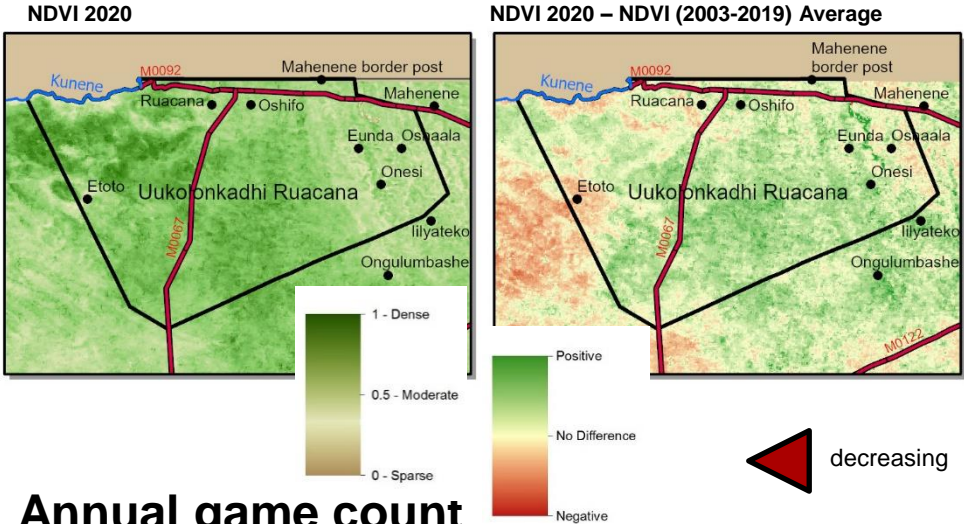 NDVI 2020
Kunene
M0092
Mahenene border post
Ruacana
Oshifo
Mahenene
Eunda
Oshaala
Onesi
Etoto
Uukolonkadhi Ruacana
M0067
Iilyateko
Ongulumbashe
1 - Dense
0.5 - Moderate
0 - Sparse
NDVI 2020 – NDVI (2003-2019) Average
Kunene
M0092
Mahenene
border post
Ruacana
Oshifo
Mahenene
Eunda
Oshaala
Onesi
Etoto
Uukolonkadhi Ruacana
M0067
Iilyateko
Ongulumbashe
M0122
Positive
No Difference
Negative
decreasing
Annual game count